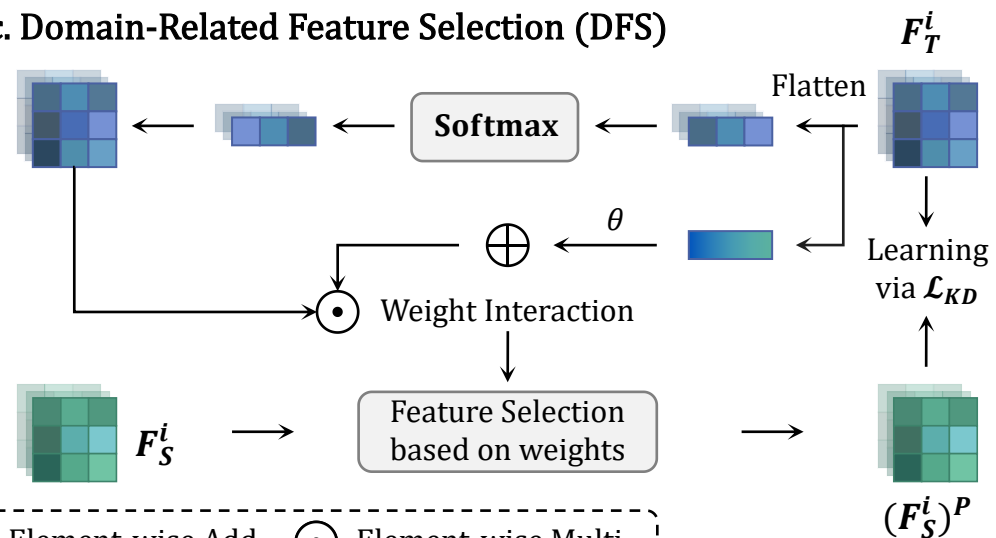 c. Domain-Related Feature Selection (DFS)
F_T^i
Flatten
Softmax
θ
Learning
via ℒ_KD
Weight Interaction
Feature Selection
based on weights
F_S^i
(F_S^i)^P
Element-wise Add
Element-wise Multi